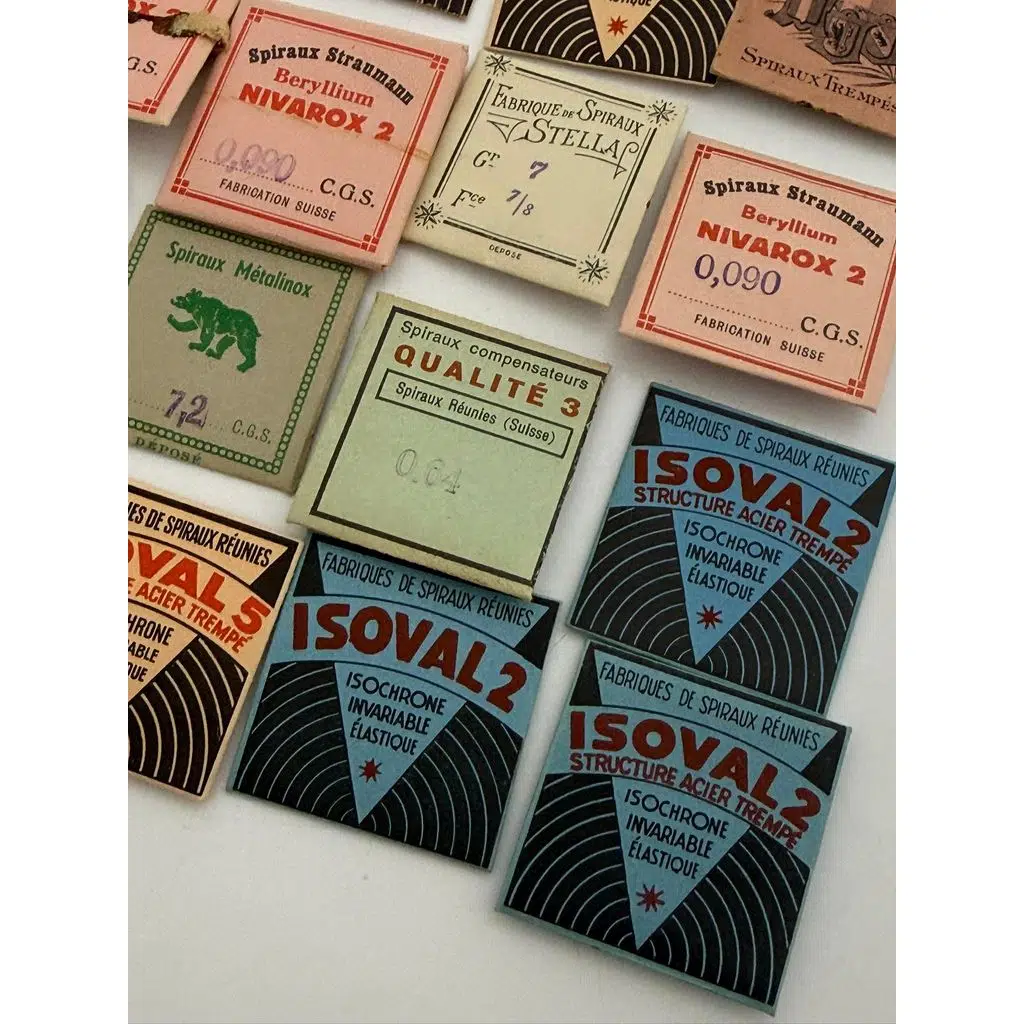 C.G.S.
Spiraux Straumann
Beryllium
NIVAROX 2
0,090
C.G.S.
FABRICATION SUISSE
FABRIQUE DE SPIRAUX
STELLA
Gr 7
Fce 7/8
DEPOSE
SPIRAUX TREMPÉS
Spiraux Straumann
Beryllium
NIVAROX 2
0,090
C.G.S.
FABRICATION SUISSE
Spiraux Métalinox
7,2 C.G.S.
DÉPOSÉ
Spiraux compensateurs
QUALITÉ 3
Spiraux Réunies (Suisse)
0.64
FABRIQUES DE SPIRAUX RÉUNIES
ISOVAL 2
STRUCTURE ACIER TREMPÉ
ISOCHRONE
INVARIABLE
ÉLASTIQUE
ES DE SPIRAUX RÉUNIES
OVAL 5
E ACIER TREMPÉ
HRONE
ABLE
QUE
FABRIQUES DE SPIRAUX RÉUNIES
ISOVAL 2
ISOCHRONE
INVARIABLE
ÉLASTIQUE
FABRIQUES DE SPIRAUX RÉUNIES
ISOVAL 2
STRUCTURE ACIER TREMPÉ
ISOCHRONE
INVARIABLE
ÉLASTIQUE